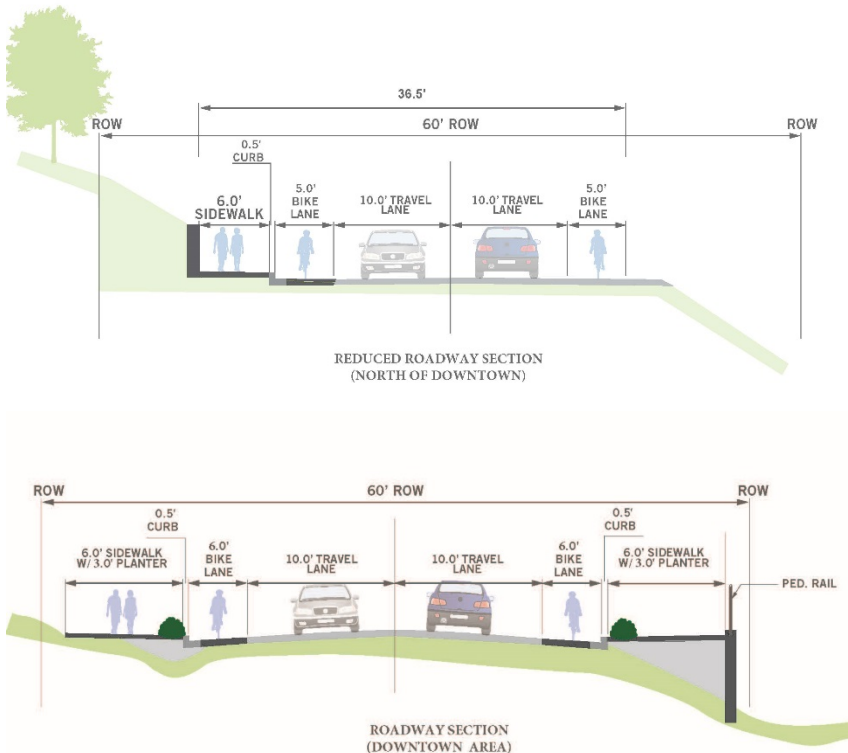 36.5'
ROW
60' ROW
ROW
0.5'
CURB
6.0'
SIDEWALK
5.0'
BIKE
LANE
10.0' TRAVEL
LANE
10.0' TRAVEL
LANE
5.0'
BIKE
LANE
REDUCED ROADWAY SECTION
(NORTH OF DOWNTOWN)
ROW
60' ROW
ROW
0.5'
CURB
0.5'
CURB
6.0' SIDEWALK
W/ 3.0' PLANTER
6.0'
BIKE
LANE
10.0' TRAVEL
LANE
10.0' TRAVEL
LANE
6.0'
BIKE
LANE
6.0' SIDEWALK
W/ 3.0' PLANTER
PED. RAIL
ROADWAY SECTION
(DOWNTOWN AREA)